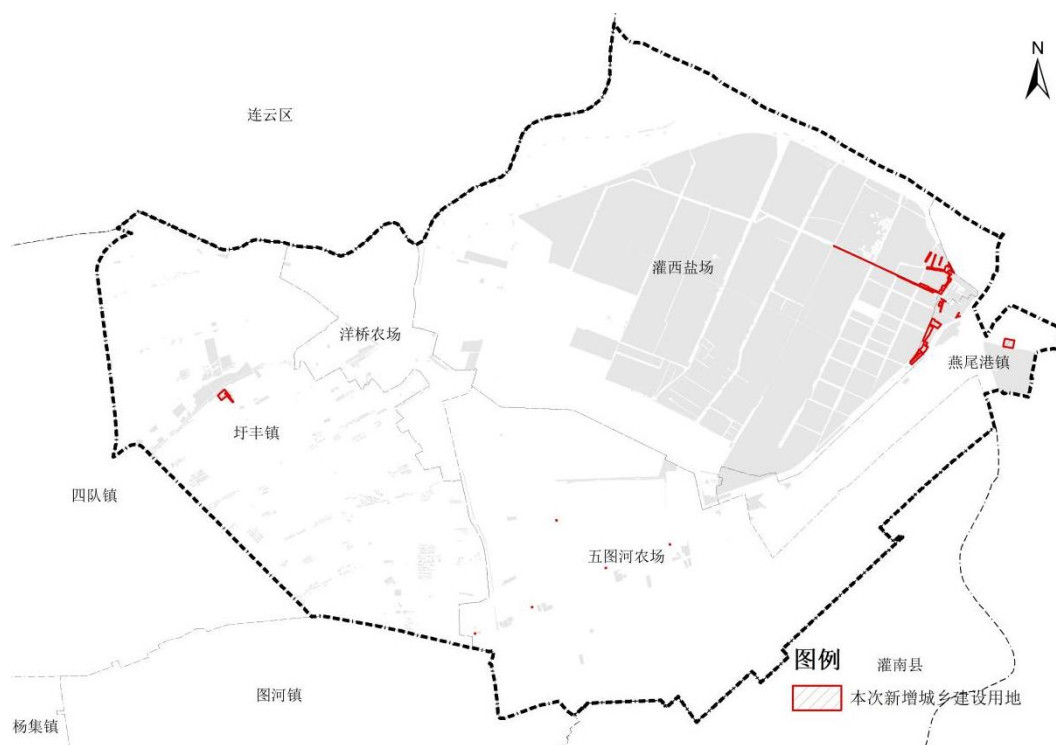 N
连云区
灌西盐场
洋桥农场
燕尾港镇
圩丰镇
四队镇
五图河农场
图例
灌南县
本次新增城乡建设用地
图河镇
杨集镇